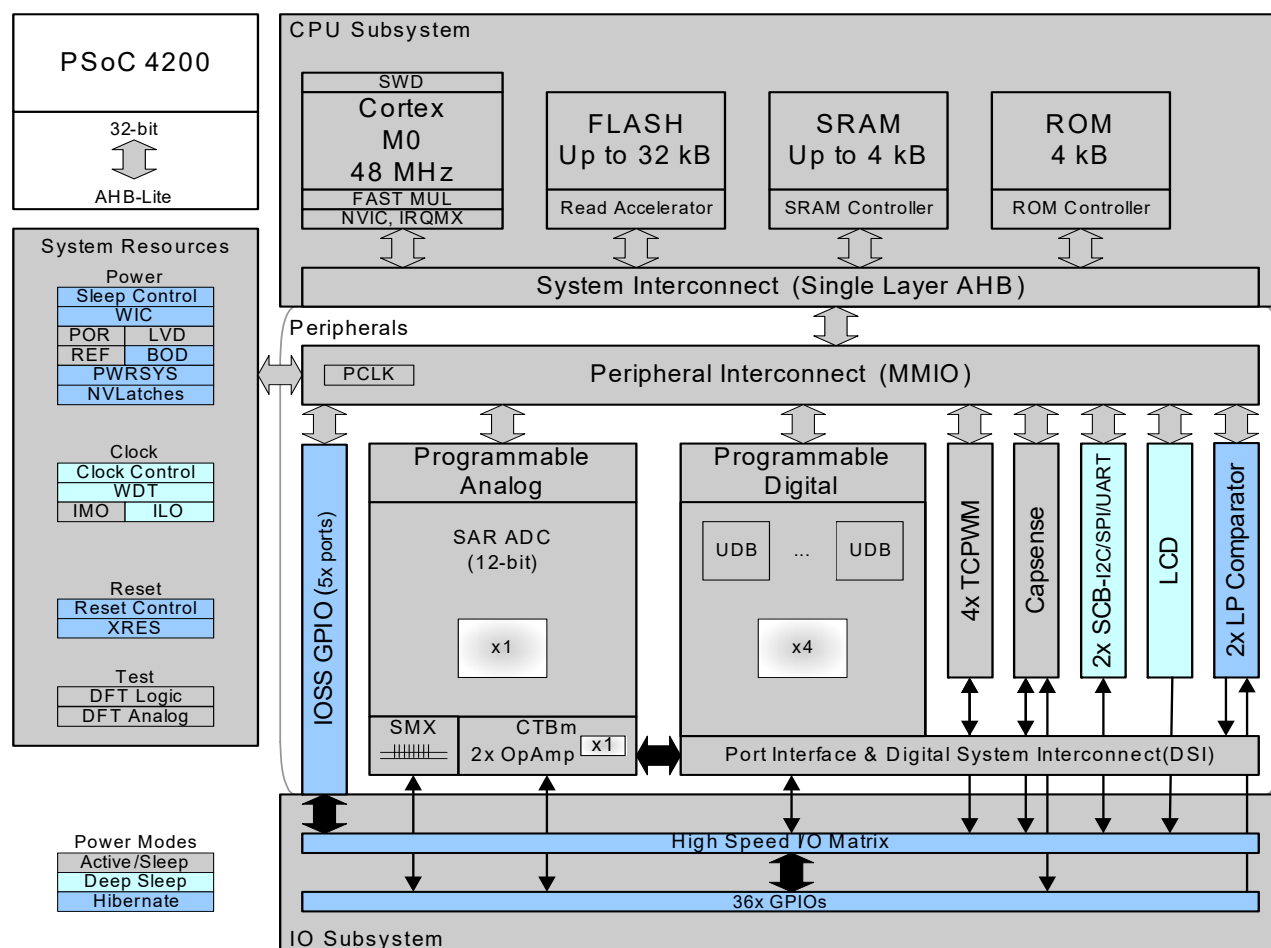 PSoC 4200
32-bit
AHB-Lite
CPU Subsystem
SWD
Cortex
M0
48 MHz
FAST MUL
NVIC, IRQMX
FLASH
Up to 32 kB
Read Accelerator
SRAM
Up to 4 kB
SRAM Controller
ROM
4 kB
ROM Controller
System Interconnect (Single Layer AHB)
System Resources
Power
Sleep Control
WIC
POR LVD
REF BOD
PWRSYS
NVLatches
Clock
Clock Control
WDT
IMO ILO
Reset
Reset Control
XRES
Test
DFT Logic
DFT Analog
Peripherals
PCLK
Peripheral Interconnect (MMIO)
IOSS GPIO (5x ports)
Programmable
Analog
SAR ADC
(12-bit)
x1
SMX
CTBm
2x OpAmp
x1
Programmable
Digital
UDB ... UDB
x4
4x TCPWM
Capsense
2x SCB-I2C/SPI/UART
LCD
2x LP Comparator
Port Interface & Digital System Interconnect(DSI)
Power Modes
Active/Sleep
Deep Sleep
Hibernate
High Speed I/O Matrix
36x GPIOs
IO Subsystem